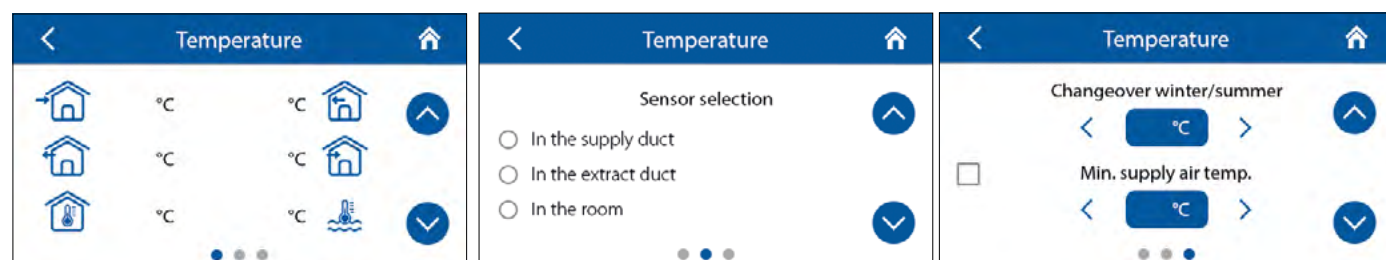 Temperature
°C °C
°C °C
°C °C
Temperature
Sensor selection
In the supply duct
In the extract duct
In the room
Temperature
Changeover winter/summer
°C
Min. supply air temp.
°C